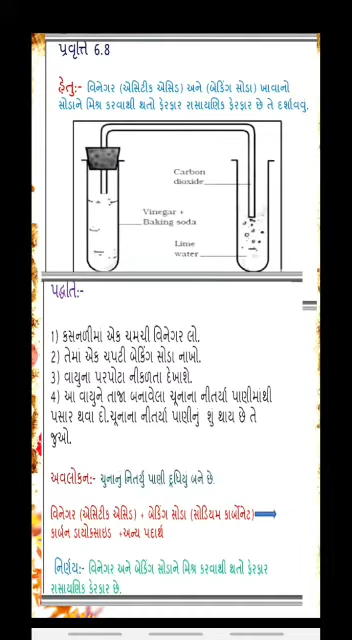 પ્રવૃત્તિ 6.8
હેતુ:- વિનેગર (એસિટીક એસિડ) અને (બેકિંગ સોડા) ખાવાનો
સોડાને મિશ્ર કરવાથી થતો ફેરફાર રાસાયણિક ફેરફાર છે તે દર્શાવવુ.
Carbon
dioxide
Vinegar +
Baking soda
Lime
water
પદ્ધતિ:-
1) કસનળીમાં એક ચમચી વિનેગર લો.
2) તેમાં એક ચપટી બેકિંગ સોડા નાખો.
3) વાયુના પરપોટા નીકળતા દેખાશે.
4) આ વાયુને તાજા બનાવેલા ચૂનાના નીતર્યા પાણીમાંથી
પસાર થવા દો.ચૂનાના નીતર્યા પાણીનું શુ થાય છે તે
જુઓ.
અવલોકન:- ચુનાનુ નિતર્યુ પાણી દૂધિયુ બને છે.
વિનેગર (એસિટીક એસિડ) + બેકિંગ સોડા (સોડિયમ કાર્બોનેટ)
કાર્બન ડાયોક્સાઇડ +અન્ય પદાર્થ
નિર્ણય:- વિનેગર અને બેકિંગ સોડાને મિશ્ર કરવાથી થતો ફેરફાર
રાસાયણિક ફેરફાર છે.